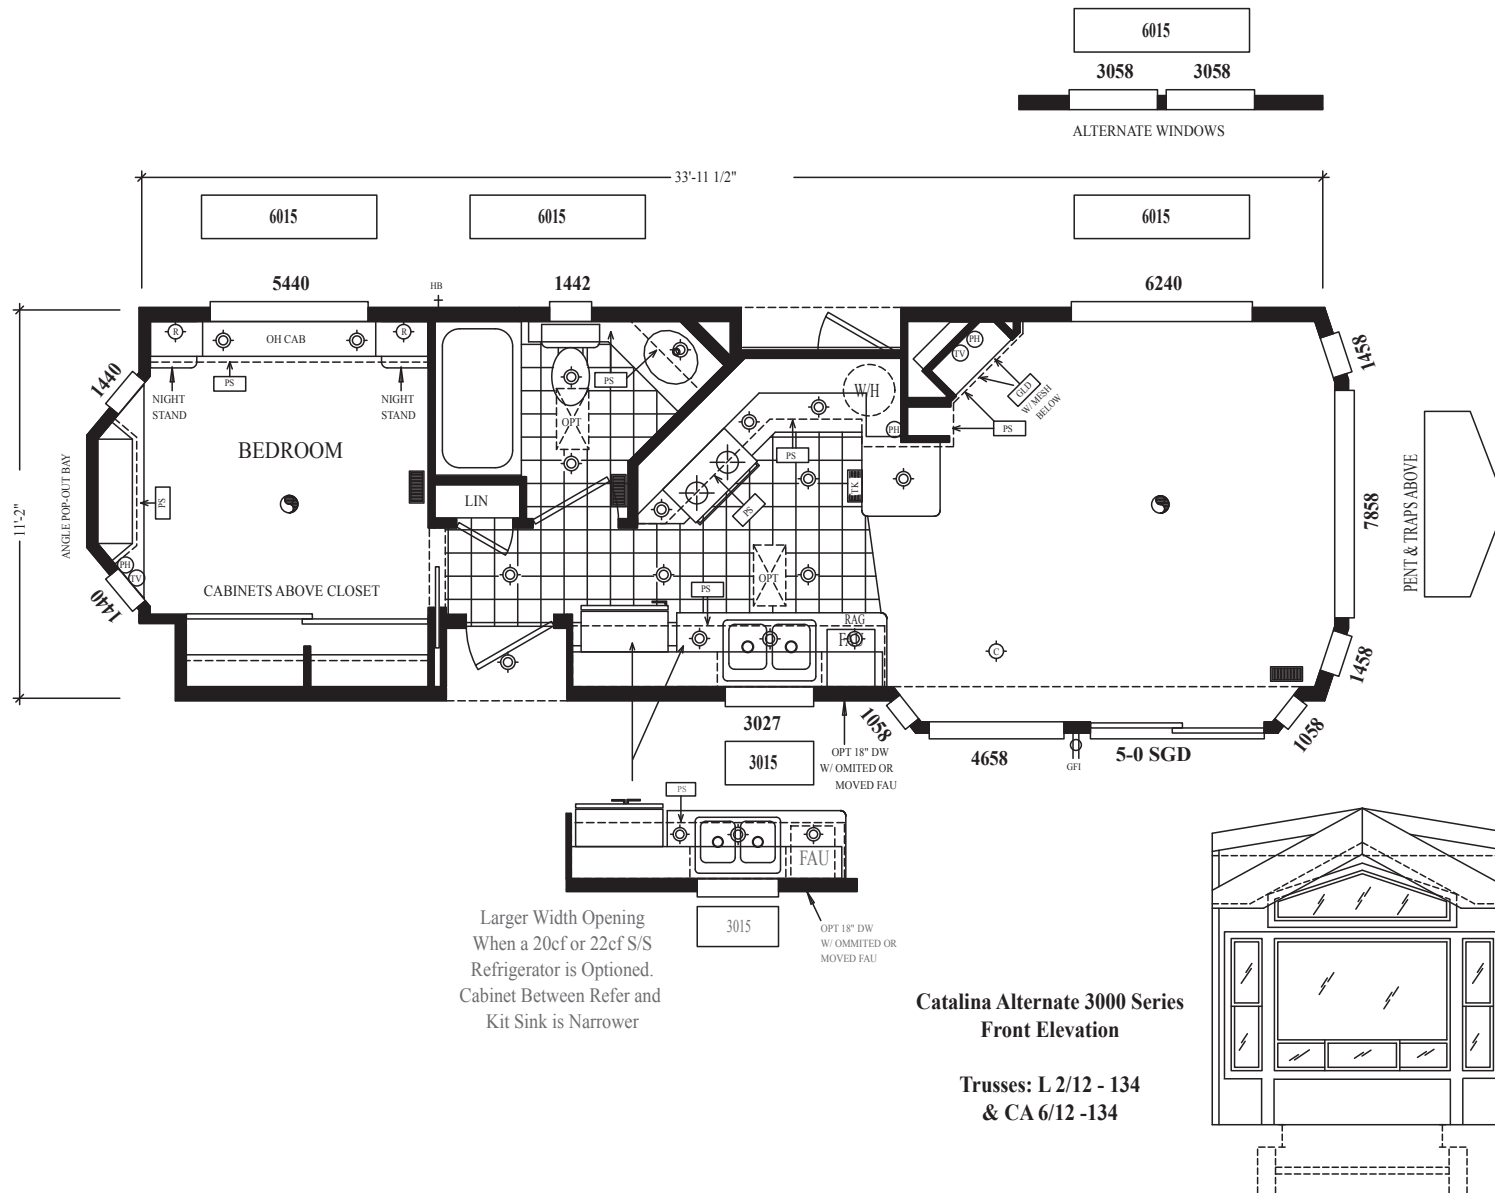 6015
3058 3058
ALTERNATE WINDOWS
33'-11 1/2"
6015
6015
6015
5440
HB
1442
6240
R
OH CAB
R
PS
NIGHT
STAND
NIGHT
STAND
1440
BEDROOM
ANGLE POP-OUT BAY
11'-2"
PS
PH
TV
1440
CABINETS ABOVE CLOSET
LIN
PS
OPT
PS
PS
W/H
PH
TK
PH
TV
GLD
W/ MESH
BELOW
PS
1458
7858
PENT & TRAPS ABOVE
1458
C
OPT
PS
RAG
FAU
3027
3015
OPT 18" DW
W/ OMITED OR
MOVED FAU
1058
4658
GFI
5-0 SGD
1058
PS
FAU
3015
OPT 18" DW
W/ OMMITED OR
MOVED FAU
Larger Width Opening
When a 20cf or 22cf S/S
Refrigerator is Optioned.
Cabinet Between Refer and
Kit Sink is Narrower
Catalina Alternate 3000 Series
Front Elevation
Trusses: L 2/12 - 134
& CA 6/12 -134